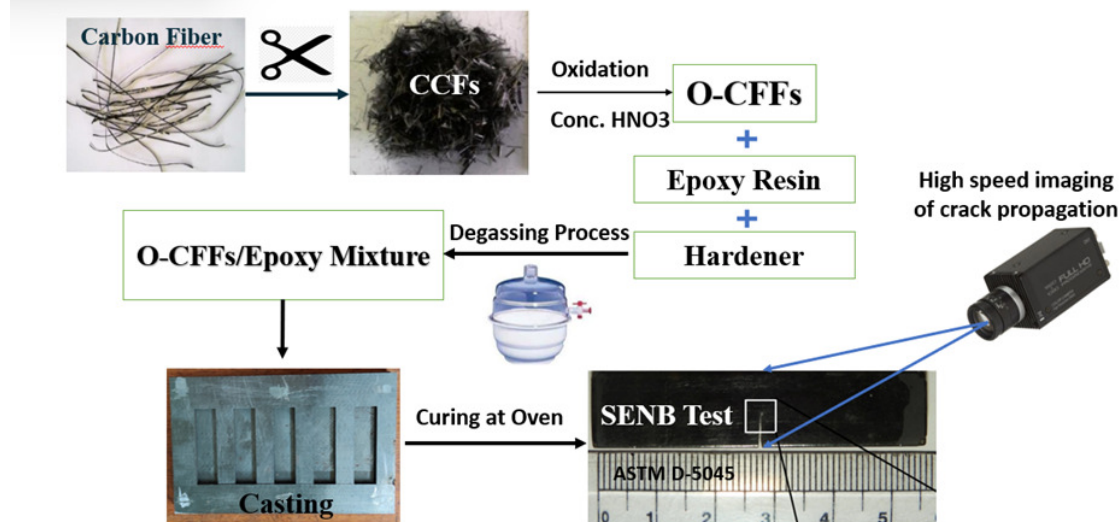 Carbon Fiber
CCFs
Oxidation
Conc. HNO3
O-CFFs
+
Epoxy Resin
+
Hardener
High speed imaging
of crack propagation
Degassing Process
O-CFFs/Epoxy Mixture
FULL HD
Casting
Curing at Oven
SENB Test
ASTM D-5045
0 1 2 3 4 5